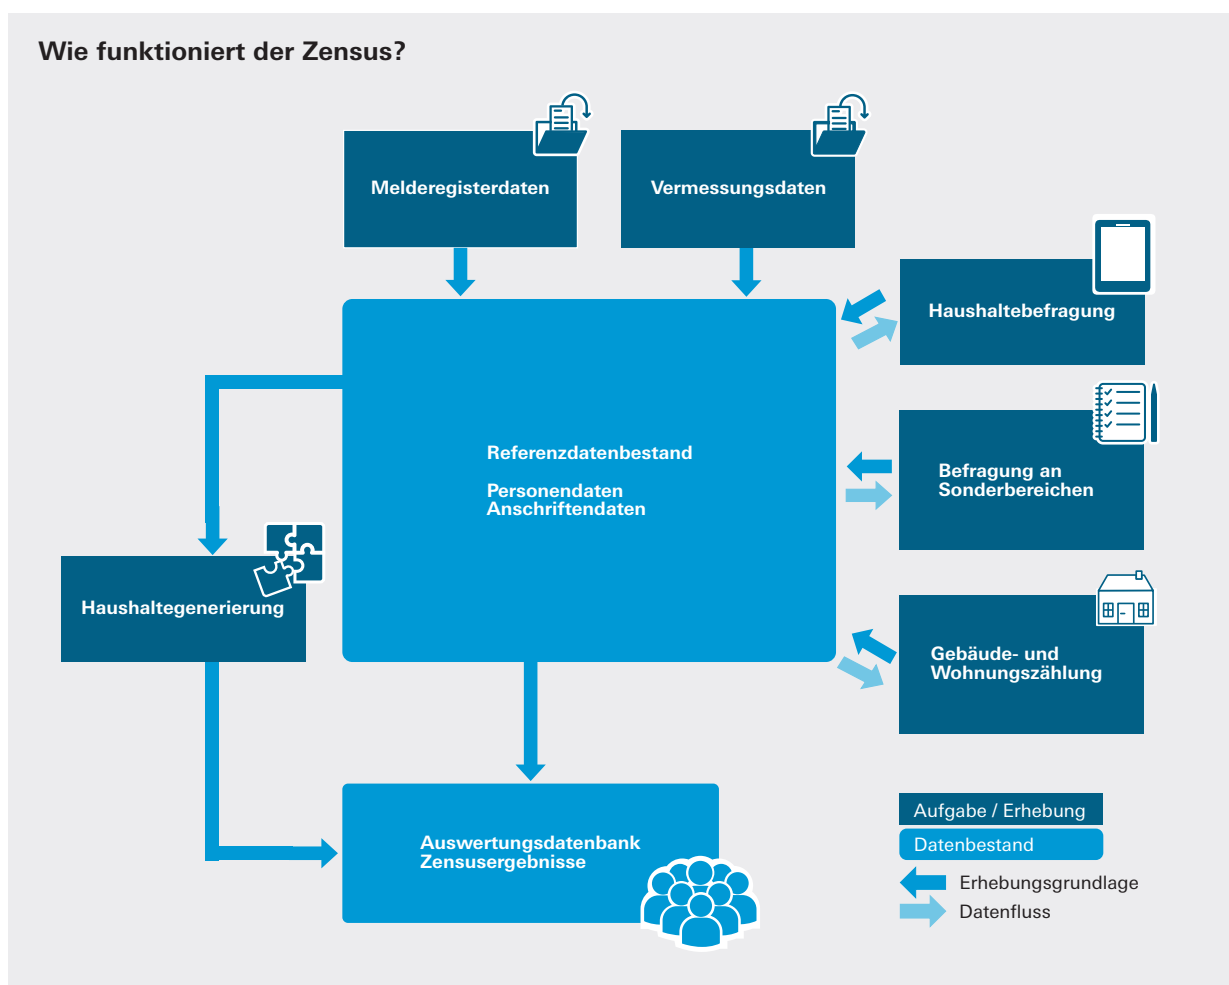 Wie funktioniert der Zensus?
Melderegisterdaten
Vermessungsdaten
Haushaltebefragung
Referenzdatenbestand
Personendaten
Anschriftendaten
Befragung an
Sonderbereichen
Haushaltegenerierung
Gebäude- und
Wohnungszählung
Auswertungsdatenbank
Zensusergebnisse
Aufgabe / Erhebung
Datenbestand
Erhebungsgrundlage
Datenfluss